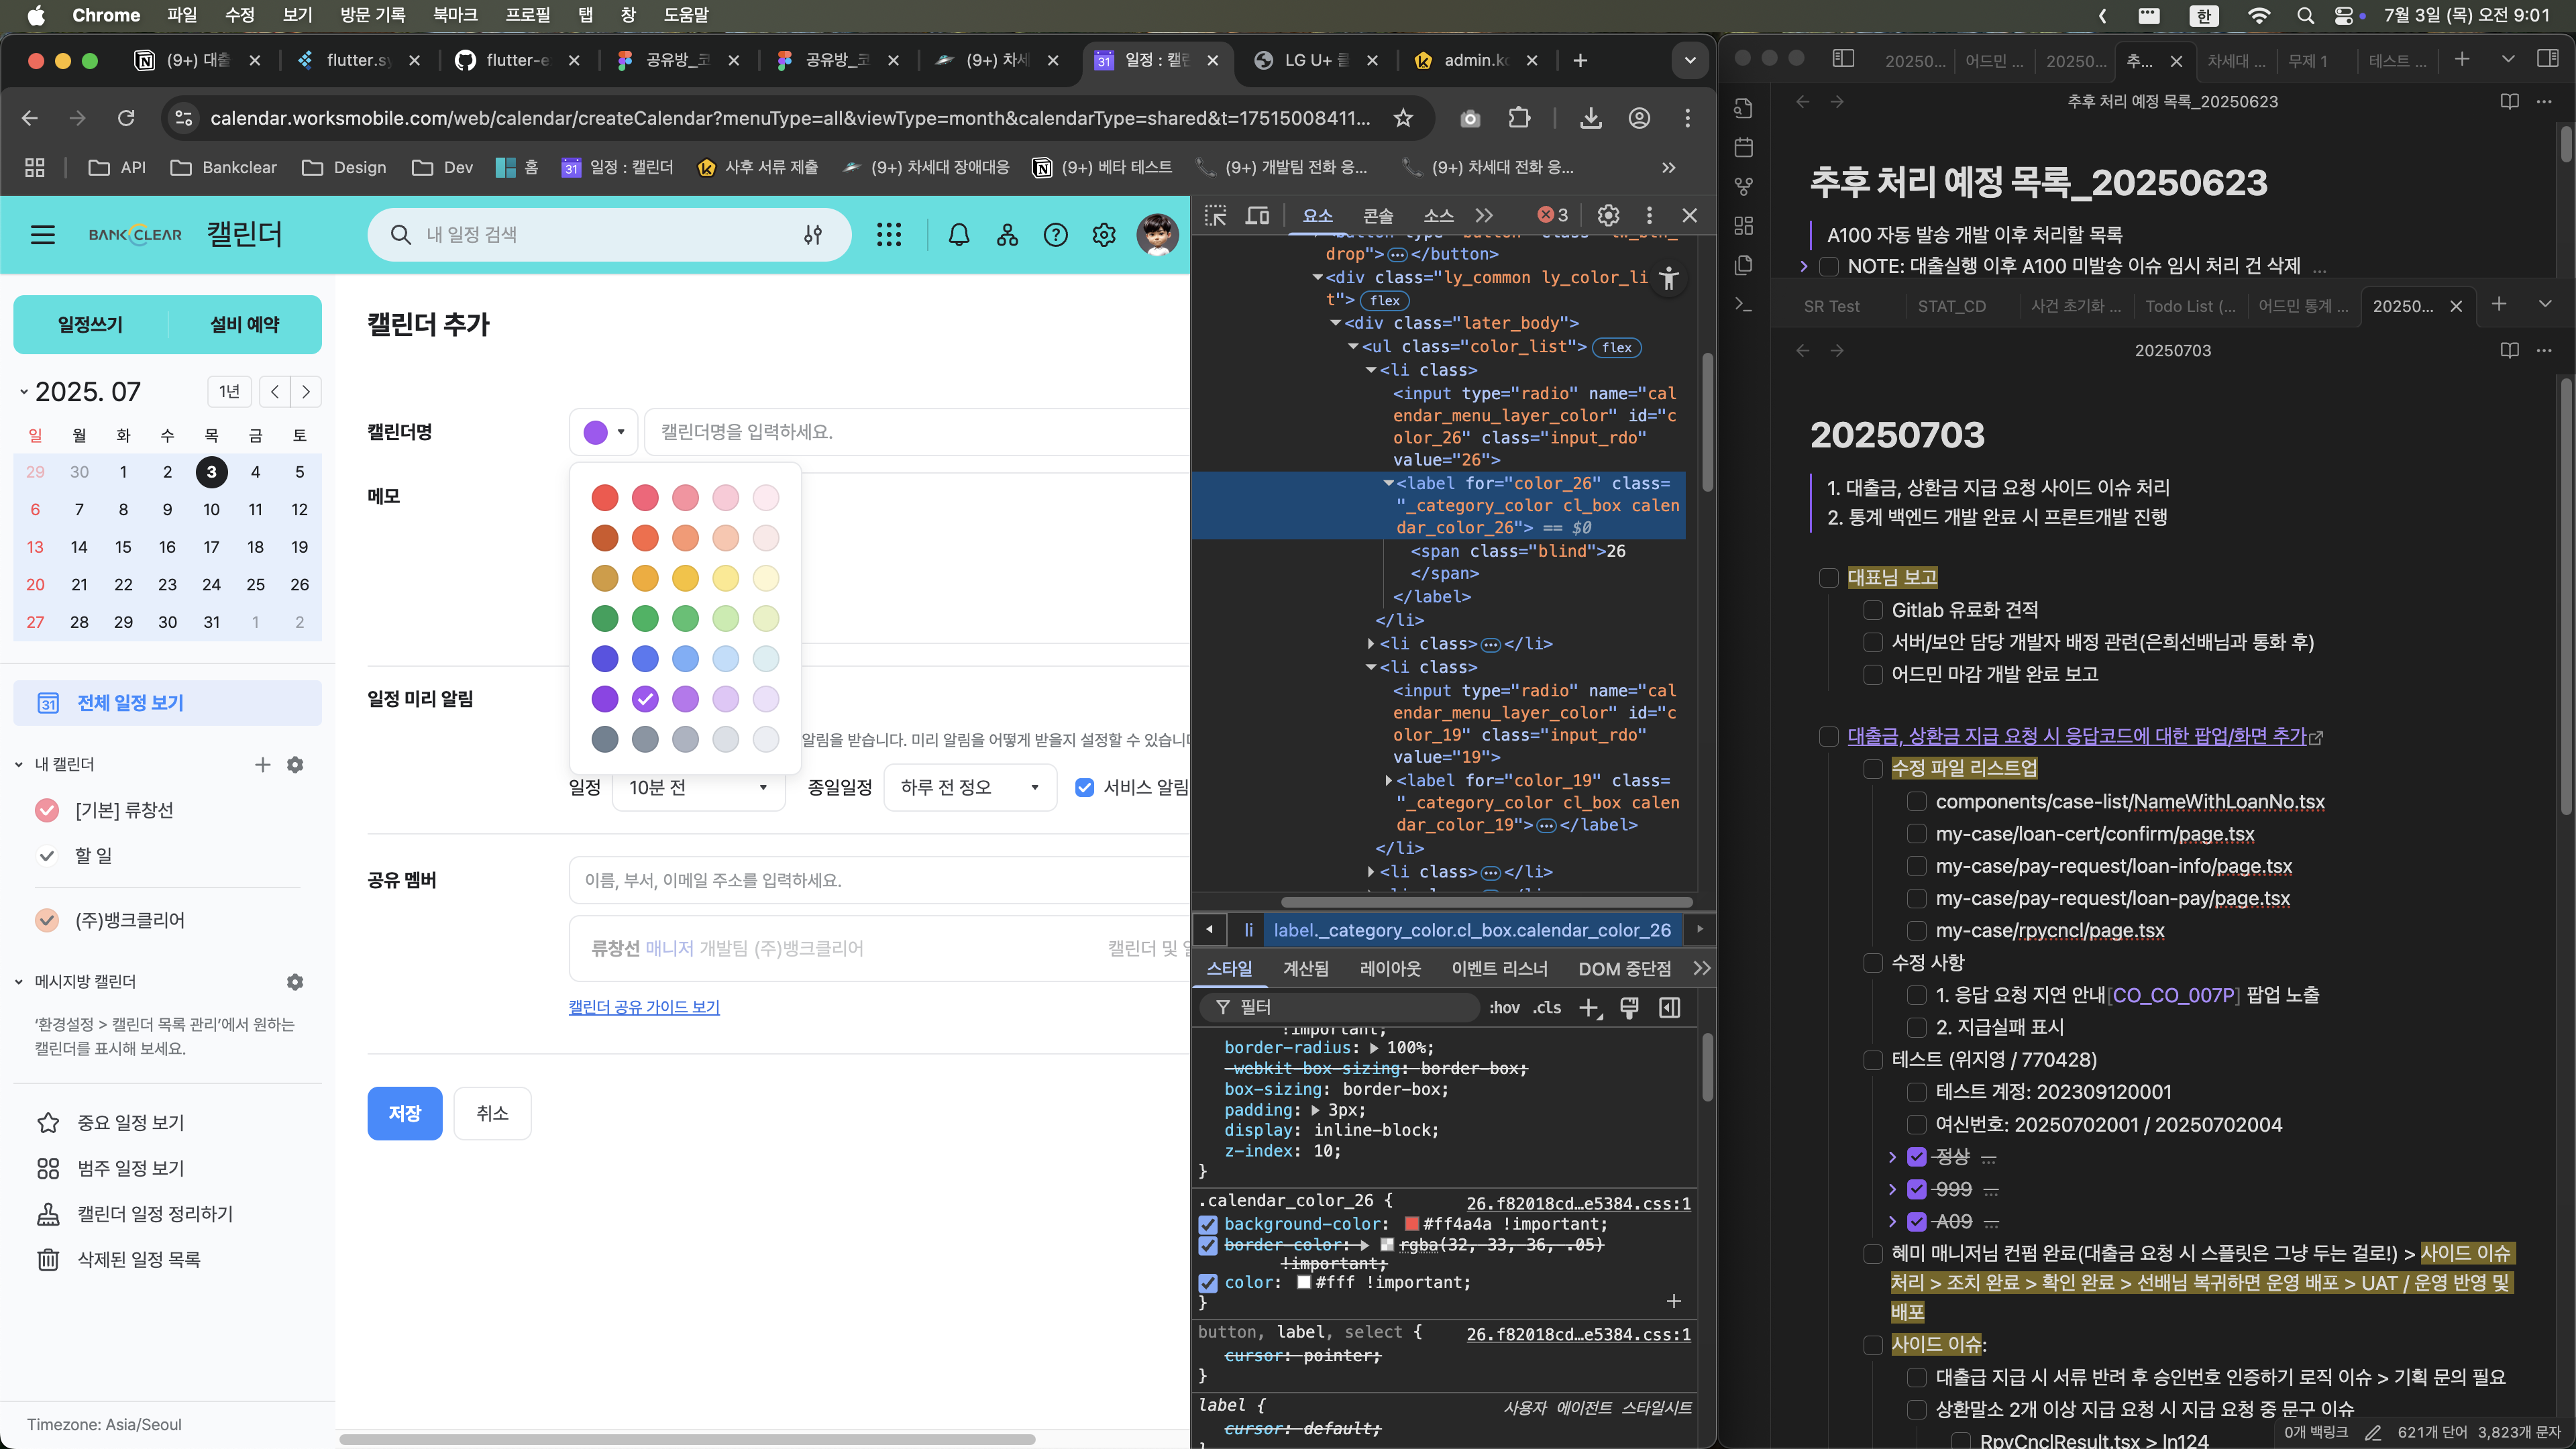 Chrome 파일 수정 보기 방문 기록 북마크 프로필 탭 창 도움말
한 7월 3일 (목) 오전 9:01
(9+) 대출
flutter.sy
flutter-e
공유방_코
공유방_코
(9+) 차세
일정 : 캘린
LG U+ 클
admin.kc
calendar.worksmobile.com/web/calendar/createCalendar?menuType=all&viewType=month&calendarType=shared&t=17515008411...
API
Bankclear
Design
Dev
홈
31 일정 : 캘린더
사후 서류 제출
(9+) 차세대 장애대응
(9+) 베타 테스트
(9+) 개발팀 전화 응...
(9+) 차세대 전화 응...
BANKCLEAR 캘린더
내 일정 검색
일정쓰기 설비 예약
2025. 07 1년
일 월 화 수 목 금 토
29 30 1 2 3 4 5
6 7 8 9 10 11 12
13 14 15 16 17 18 19
20 21 22 23 24 25 26
27 28 29 30 31 1 2
31 전체 일정 보기
내 캘린더
[기본] 류창선
할 일
(주)뱅크클리어
메시지방 캘린더
‘환경설정 > 캘린더 목록 관리’에서 원하는
캘린더를 표시해 보세요.
중요 일정 보기
범주 일정 보기
캘린더 일정 정리하기
삭제된 일정 목록
Timezone: Asia/Seoul
캘린더 추가
캘린더명
캘린더명을 입력하세요.
메모
일정 미리 알림
알림을 받습니다. 미리 알림을 어떻게 받을지 설정할 수 있습니다
일정 10분 전 종일일정 하루 전 정오 서비스 알림
공유 멤버
이름, 부서, 이메일 주소를 입력하세요.
류창선 매니저 개발팀 (주)뱅크클리어 캘린더 및 일
캘린더 공유 가이드 보기
저장 취소
요소 콘솔 소스 3
drop">…</button>
<div class="ly_common ly_color_li
t"> flex
<div class="later_body">
<ul class="color_list"> flex
<li class>
<input type="radio" name="cal
endar_menu_layer_color" id="c
olor_26" class="input_rdo"
value="26">
<label for="color_26" class=
"_category_color cl_box calen
dar_color_26"> == $0
<span class="blind">26
</span>
</label>
</li>
<li class>…</li>
<li class>
<input type="radio" name="cal
endar_menu_layer_color" id="c
olor_19" class="input_rdo"
value="19">
<label for="color_19" class=
"_category_color cl_box calen
dar_color_19">…</label>
</li>
<li class>…</li>
li label._category_color.cl_box.calendar_color_26
스타일 계산됨 레이아웃 이벤트 리스너 DOM 중단점
필터 :hov .cls
!important;
border-radius: 100%;
-webkit-box-sizing: border-box;
box-sizing: border-box;
padding: 3px;
display: inline-block;
z-index: 10;
}
.calendar_color_26 { 26.f82018cd…e5384.css:1
background-color: #ff4a4a !important;
border-color: rgba(32, 33, 36, .05)
!important;
color: #fff !important;
}
button, label, select { 26.f82018cd…e5384.css:1
cursor: pointer;
}
label { 사용자 에이전트 스타일시트
cursor: default;
20250...
어드민 ...
20250...
추...
차세대 ...
무제 1
테스트 ...
추후 처리 예정 목록_20250623
추후 처리 예정 목록_20250623
A100 자동 발송 개발 이후 처리할 목록
NOTE: 대출실행 이후 A100 미발송 이슈 임시 처리 건 삭제 ...
SR Test
STAT_CD
사건 초기화 ...
Todo List (...
어드민 통계 ...
20250...
20250703
20250703
1. 대출금, 상환금 지급 요청 사이드 이슈 처리
2. 통계 백엔드 개발 완료 시 프론트개발 진행
대표님 보고
Gitlab 유료화 견적
서버/보안 담당 개발자 배정 관련(은희선배님과 통화 후)
어드민 마감 개발 완료 보고
대출금, 상환금 지급 요청 시 응답코드에 대한 팝업/화면 추가
수정 파일 리스트업
components/case-list/NameWithLoanNo.tsx
my-case/loan-cert/confirm/page.tsx
my-case/pay-request/loan-info/page.tsx
my-case/pay-request/loan-pay/page.tsx
my-case/rpycncl/page.tsx
수정 사항
1. 응답 요청 지연 안내[CO_CO_007P] 팝업 노출
2. 지급실패 표시
테스트 (위지영 / 770428)
테스트 계정: 202309120001
여신번호: 20250702001 / 20250702004
정상 ...
999 ...
A09 ...
혜미 매니저님 컨펌 완료(대출금 요청 시 스플릿은 그냥 두는 걸로!) > 사이드 이슈
처리 > 조치 완료 > 확인 완료 > 선배님 복귀하면 운영 배포 > UAT / 운영 반영 및
배포
사이드 이슈:
대출급 지급 시 서류 반려 후 승인번호 인증하기 로직 이슈 > 기획 문의 필요
상환말소 2개 이상 지급 요청 시 지급 요청 중 문구 이슈
RpyCnclResult.tsx > ln124
0개 백링크 621개 단어 3,823개 문자